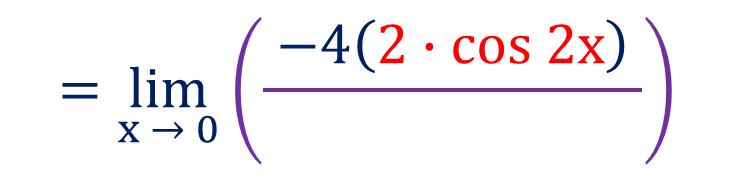 = lim x → 0 ( −4(2 · cos 2x) / )